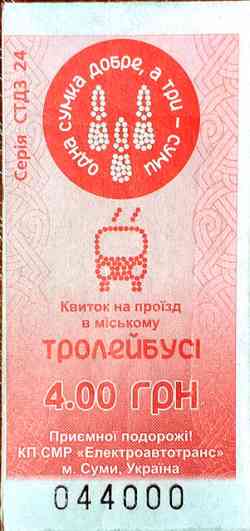 Серія СТДЗ 24
одна сумка добре, а три – суми
Квиток на проїзд
в міському
ТРОЛЕЙБУСІ
4.00 ГРН
Приємної подорожі!
КП СМР «Електроавтотранс»
м. Суми, Україна
044000